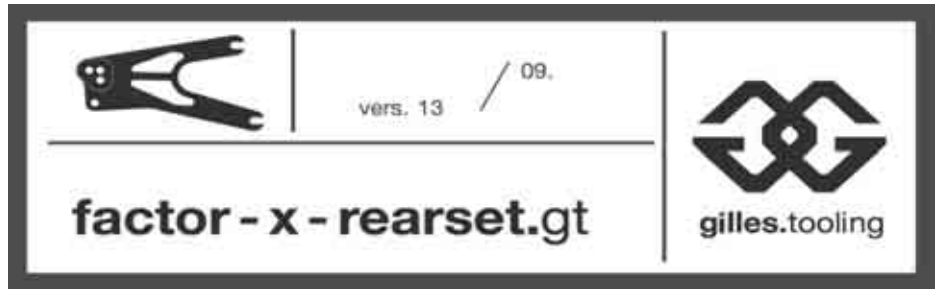 vers. 13 / 09.
factor - x - rearset.gt
gilles.tooling